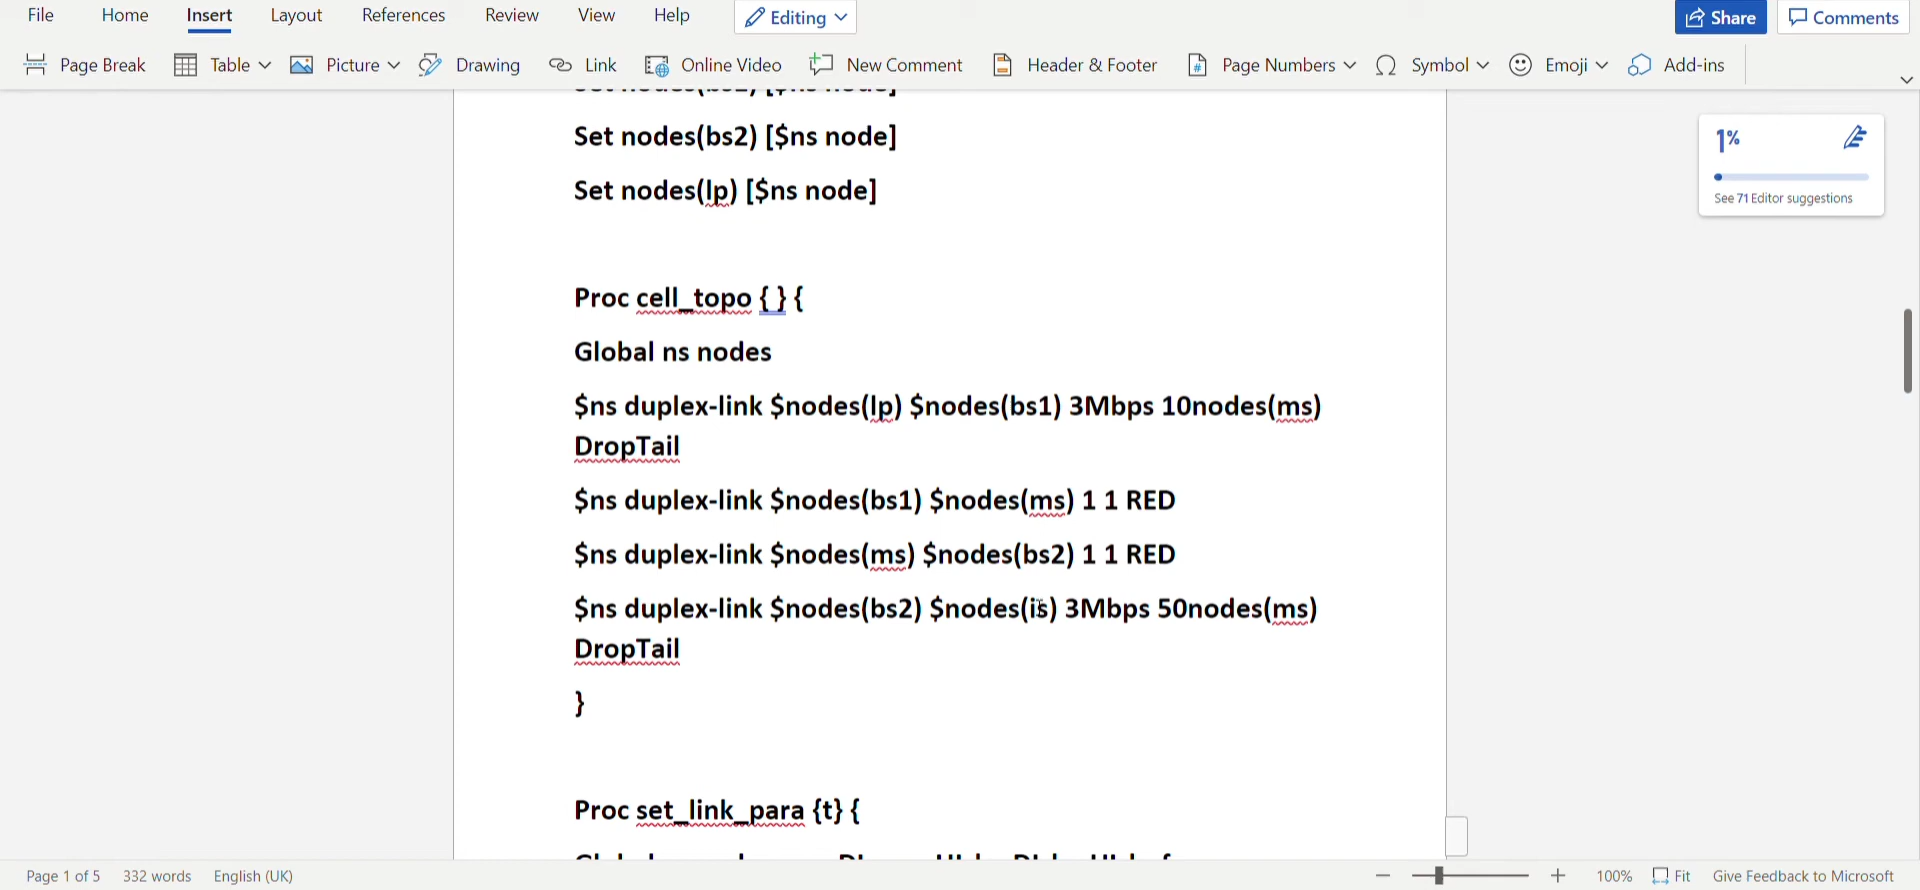 File Home Insert Layout References Review View Help Editing Share Comments
Page Break Table Picture Drawing Link Online Video New Comment Header & Footer Page Numbers Symbol Emoji Add-ins
Set nodes(bs2) [$ns node]
1%
See 71 Editor suggestions
Set nodes(lp) [$ns node]
Proc cell_topo { } {
Global ns nodes
$ns duplex-link $nodes(lp) $nodes(bs1) 3Mbps 10nodes(ms)
DropTail
$ns duplex-link $nodes(bs1) $nodes(ms) 1 1 RED
$ns duplex-link $nodes(ms) $nodes(bs2) 1 1 RED
$ns duplex-link $nodes(bs2) $nodes(is) 3Mbps 50nodes(ms)
DropTail
}
Proc set_link_para {t} {
Page 1 of 5 332 words English (UK) 100% Fit Give Feedback to Microsoft